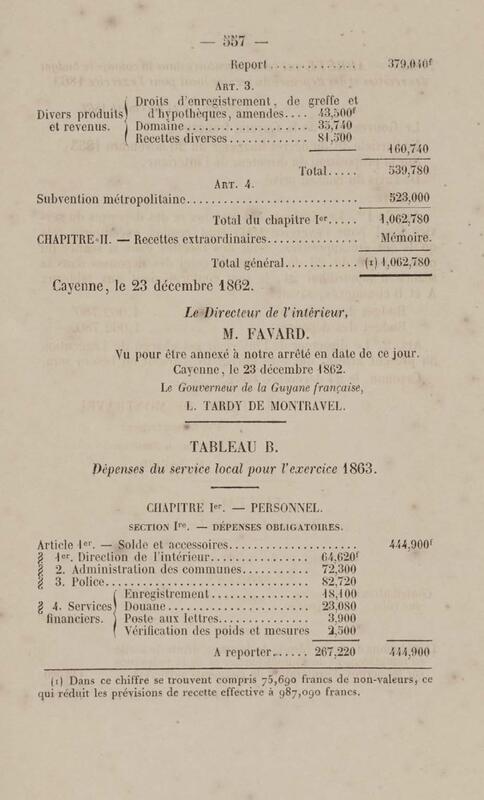 — 557 —
Report.............. 379,040f
ART. 3.
Droits d'enregistrement, de greffe et
Divers produits d'hypothèques, amendes.... 43,500f
et revenus. Domaine.................... 35,740
Recettes diverses............. 81,500
160,740
Total..... 539,780
ART. 4.
Subvention métropolitaine............................ 523,000
Total du chapitre Ier..... 1,062,780
CHAPITRE II. — Recettes extraordinaires............... Mémoire.
Total général............ (1) 1,062,780
Cayenne, le 23 décembre 1862.
Le Directeur de l'intérieur,
M. FAVARD.
Vu pour être annexé à notre arrêté en date de ce jour.
Cayenne, le 23 décembre 1862.
Le Gouverneur de la Guyane française,
L. TARDY DE MONTRAVEL.
TABLEAU B.
Dépenses du service local pour l'exercice 1863.
CHAPITRE Ier. — PERSONNEL.
SECTION Ire. — DÉPENSES OBLIGATOIRES.
Article 1er. — Solde et accessoires..................... 444,900f
§ 1er. Direction de l'intérieur................ 64,620f
§ 2. Administration des communes........... 72,300
§ 3. Police................................. 82,720
Enregistrement................ 18,100
§ 4. Services Douane....................... 23,080
financiers. Poste aux lettres............... 3,900
Vérification des poids et mesures 2,500
A reporter....... 267,220 444,900
(1) Dans ce chiffre se trouvent compris 75,690 francs de non-valeurs, ce
qui réduit les prévisions de recette effective à 987,090 francs.